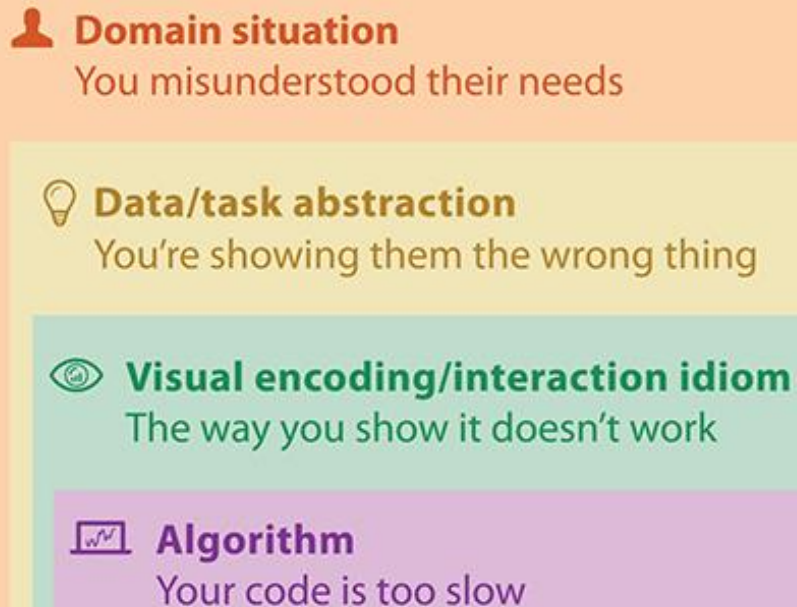 Domain situation
You misunderstood their needs
Data/task abstraction
You're showing them the wrong thing
Visual encoding/interaction idiom
The way you show it doesn’t work
Algorithm
Your code is too slow